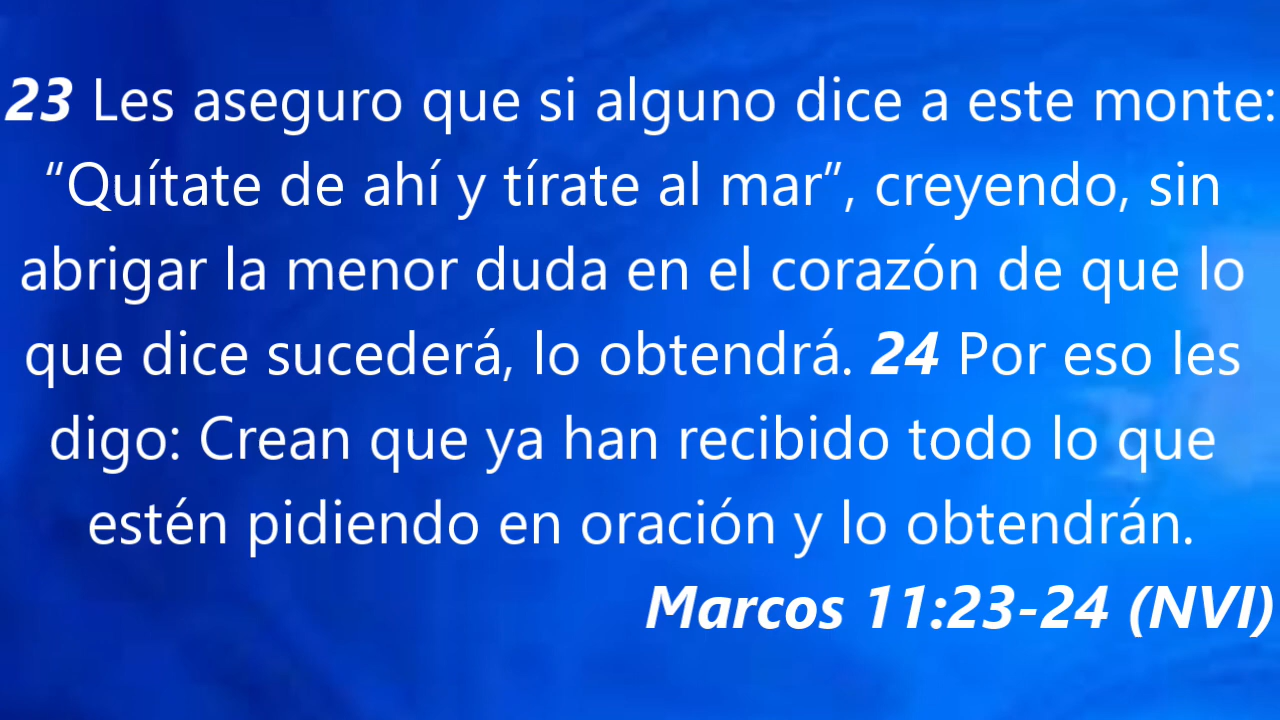 23 Les aseguro que si alguno dice a este monte:
“Quítate de ahí y tírate al mar”, creyendo, sin
abrigar la menor duda en el corazón de que lo
que dice sucederá, lo obtendrá. 24 Por eso les
digo: Crean que ya han recibido todo lo que
estén pidiendo en oración y lo obtendrán.
Marcos 11:23-24 (NVI)